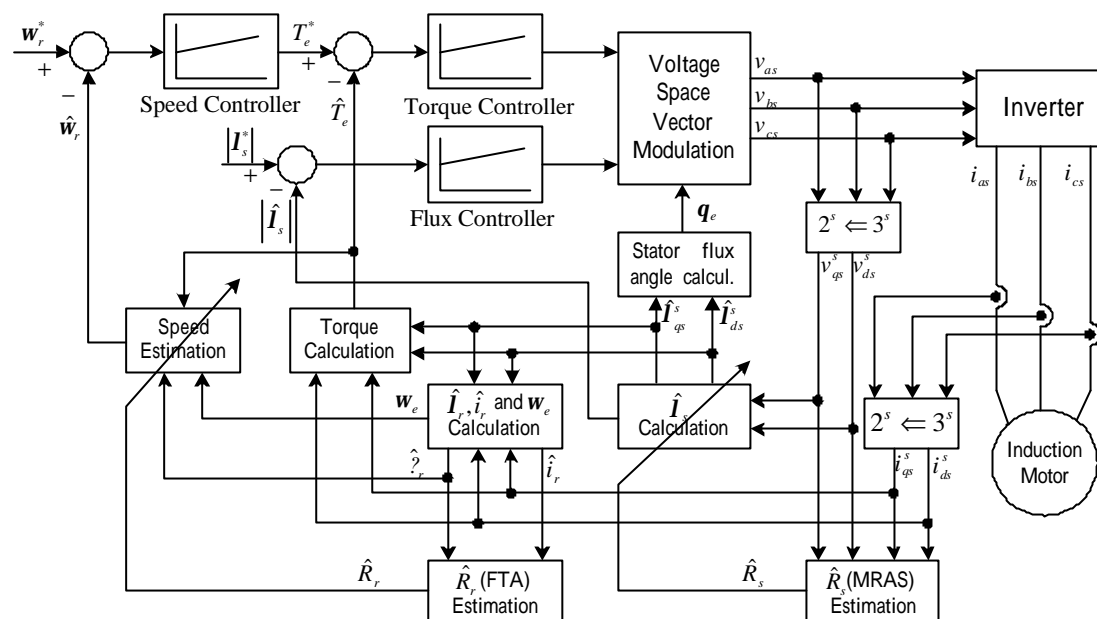 w_r^*
+
−
ŵ_r
Speed Controller
T_e^*
+
−
T̂_e
Torque Controller
|I_s^*|
+
−
|Î_s|
Flux Controller
Voltage
Space
Vector
Modulation
v_as
v_bs
v_cs
Inverter
i_as
i_bs
i_cs
2^s ⇐ 3^s
v_qs^s
v_ds^s
q_e
Stator flux
angle calcul.
Î_qs^s
Î_ds^s
Speed
Estimation
Torque
Calculation
w_e
Î_r, î_r and w_e
Calculation
Î_s
Calculation
2^s ⇐ 3^s
i_qs^s
i_ds^s
Induction
Motor
?̂_r
î_r
R̂_r
R̂_r (FTA)
Estimation
R̂_s
R̂_s (MRAS)
Estimation